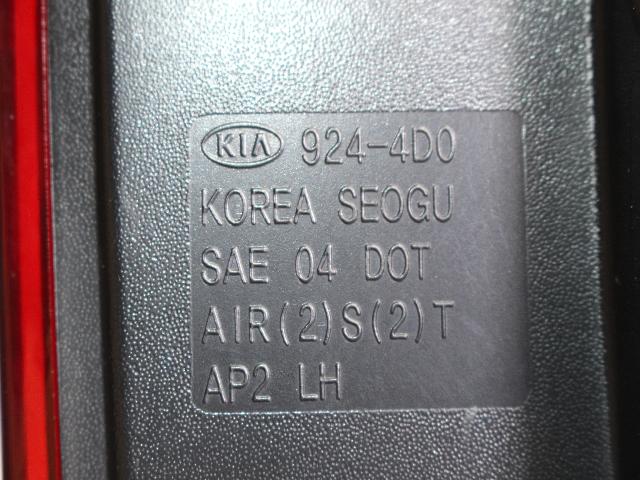 KIA 924-4D0
KOREA SEOGU
SAE 04 DOT
AIR(2)S(2)T
AP2 LH